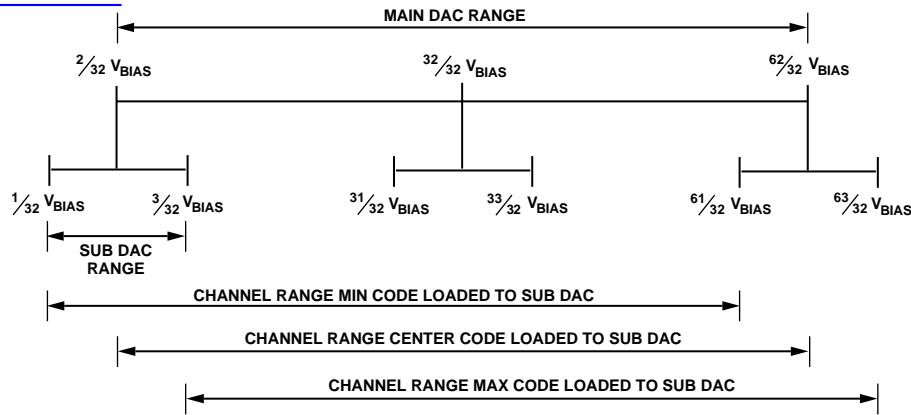 MAIN DAC RANGE
2/32 VBIAS
32/32 VBIAS
62/32 VBIAS
1/32 VBIAS
3/32 VBIAS
31/32 VBIAS
33/32 VBIAS
61/32 VBIAS
63/32 VBIAS
SUB DAC
RANGE
CHANNEL RANGE MIN CODE LOADED TO SUB DAC
CHANNEL RANGE CENTER CODE LOADED TO SUB DAC
CHANNEL RANGE MAX CODE LOADED TO SUB DAC